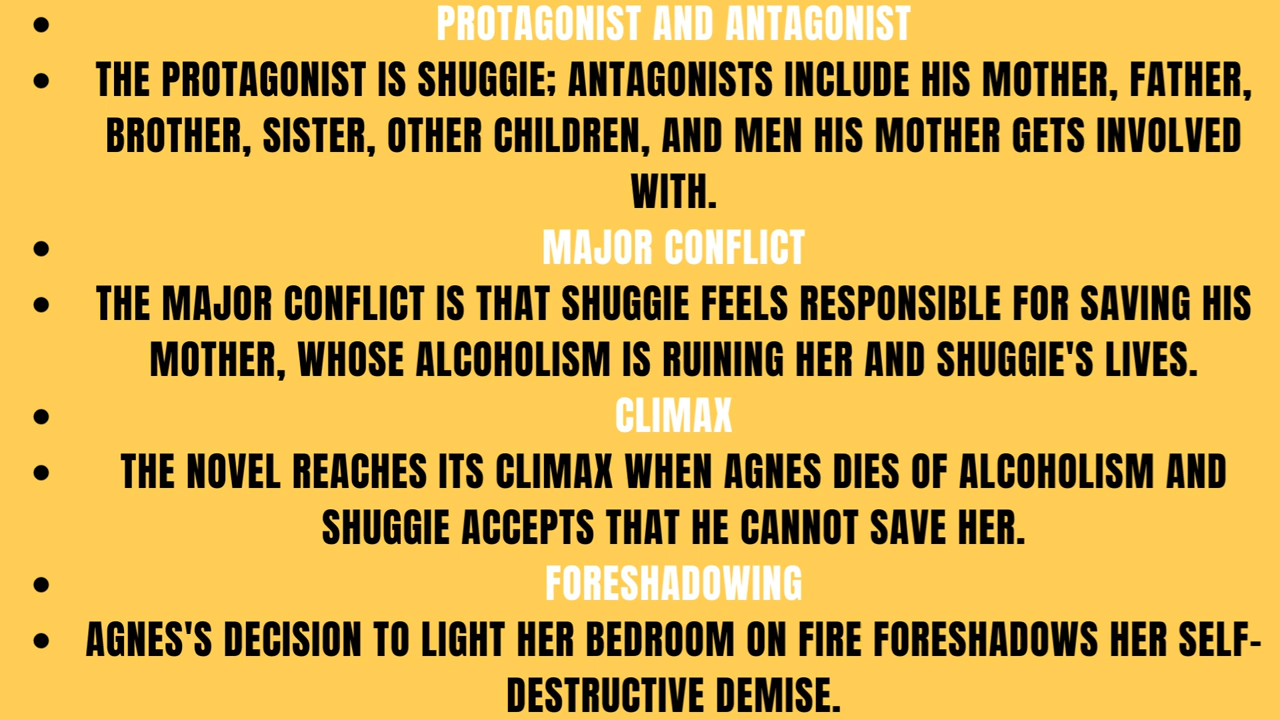 • PROTAGONIST AND ANTAGONIST
• THE PROTAGONIST IS SHUGGIE; ANTAGONISTS INCLUDE HIS MOTHER, FATHER,
BROTHER, SISTER, OTHER CHILDREN, AND MEN HIS MOTHER GETS INVOLVED
WITH.
• MAJOR CONFLICT
• THE MAJOR CONFLICT IS THAT SHUGGIE FEELS RESPONSIBLE FOR SAVING HIS
MOTHER, WHOSE ALCOHOLISM IS RUINING HER AND SHUGGIE'S LIVES.
• CLIMAX
• THE NOVEL REACHES ITS CLIMAX WHEN AGNES DIES OF ALCOHOLISM AND
SHUGGIE ACCEPTS THAT HE CANNOT SAVE HER.
• FORESHADOWING
• AGNES'S DECISION TO LIGHT HER BEDROOM ON FIRE FORESHADOWS HER SELF-
DESTRUCTIVE DEMISE.